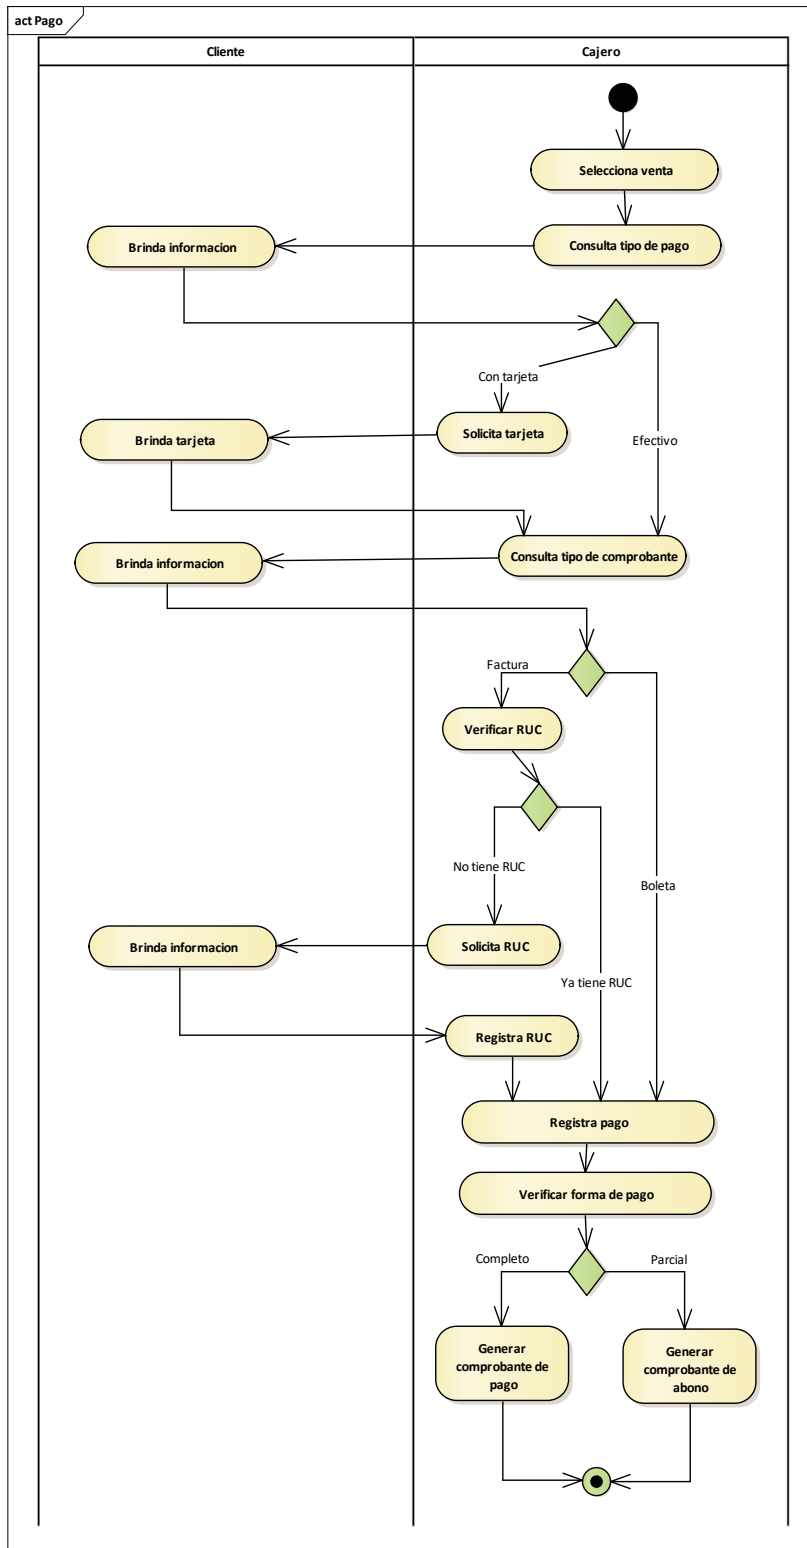 act Pago
Cliente
Cajero
Selecciona venta
Brinda informacion
Consulta tipo de pago
Con tarjeta
Brinda tarjeta
Solicita tarjeta
Efectivo
Brinda informacion
Consulta tipo de comprobante
Factura
Verificar RUC
No tiene RUC
Boleta
Brinda informacion
Solicita RUC
Ya tiene RUC
Registra RUC
Registra pago
Verificar forma de pago
Completo
Parcial
Generar
comprobante de
pago
Generar
comprobante de
abono